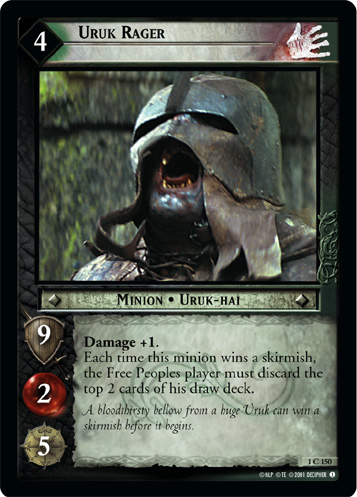 4 Uruk Rager
Minion • Uruk-hai
9
Damage +1.
Each time this minion wins a skirmish,
the Free Peoples player must discard the
2
top 2 cards of his draw deck.
A bloodthirsty bellow from a huge Uruk can win a
5
skirmish before it begins.
1 C 150
©NLP ™TE ©2001 DECIPHER